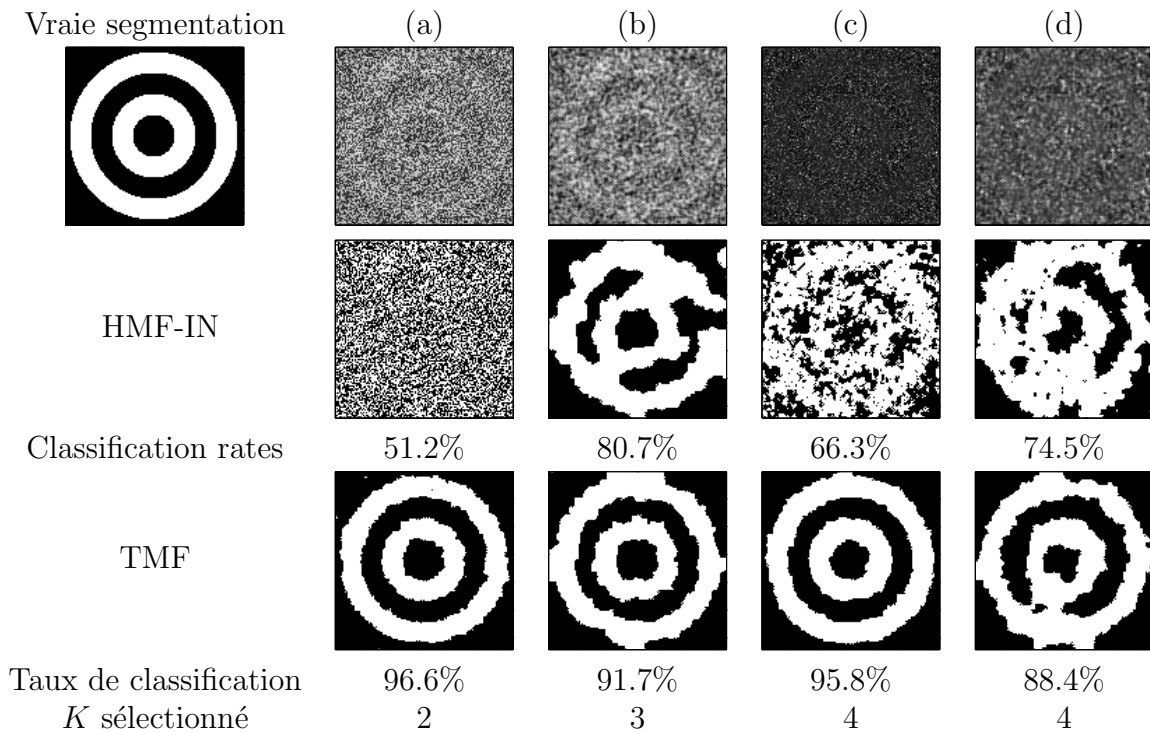 Vraie segmentation (a) (b) (c) (d)
HMF-IN
Classification rates 51.2% 80.7% 66.3% 74.5%
TMF
Taux de classification 96.6% 91.7% 95.8% 88.4%
K sélectionné 2 3 4 4